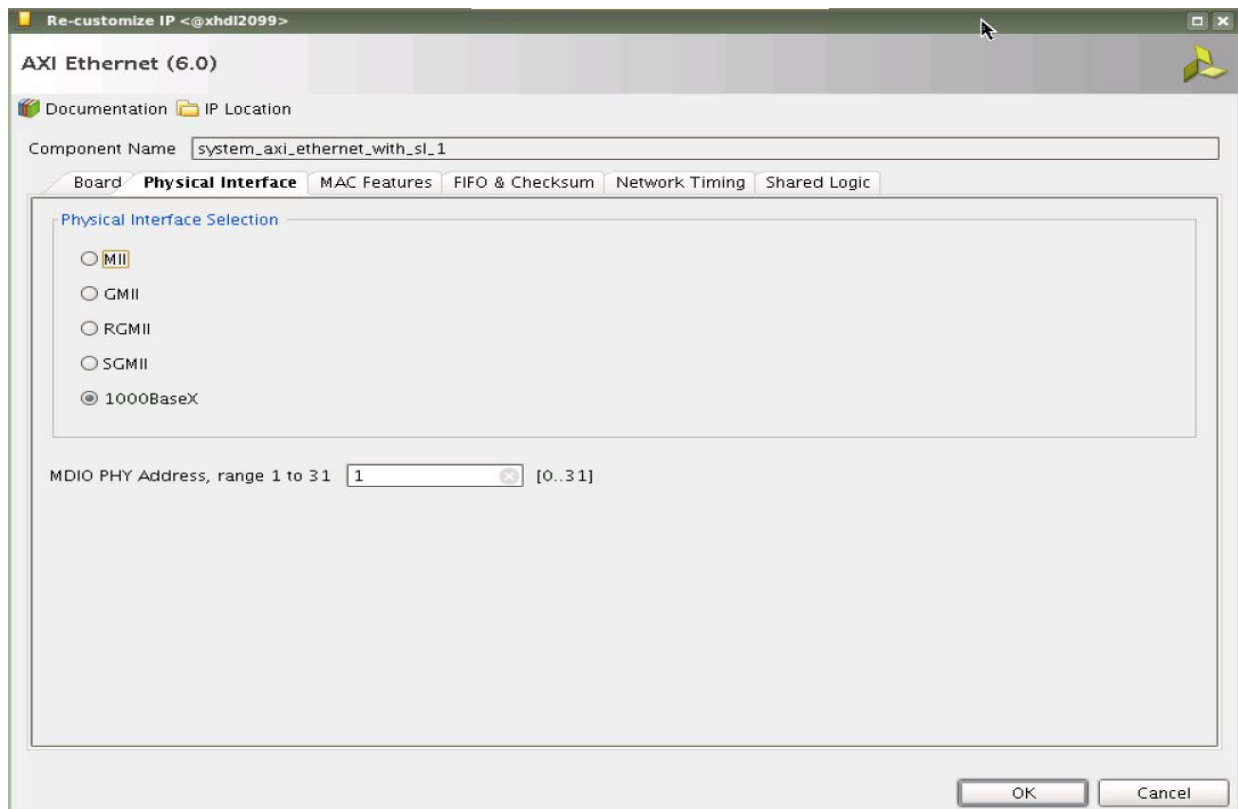 Re-customize IP <@xhdl2099>
AXI Ethernet (6.0)
Documentation IP Location
Component Name system_axi_ethernet_with_sl_1
Board Physical Interface MAC Features FIFO & Checksum Network Timing Shared Logic
Physical Interface Selection
MII
GMII
RGMII
SGMII
1000BaseX
MDIO PHY Address, range 1 to 31 1 [0..31]
OK Cancel